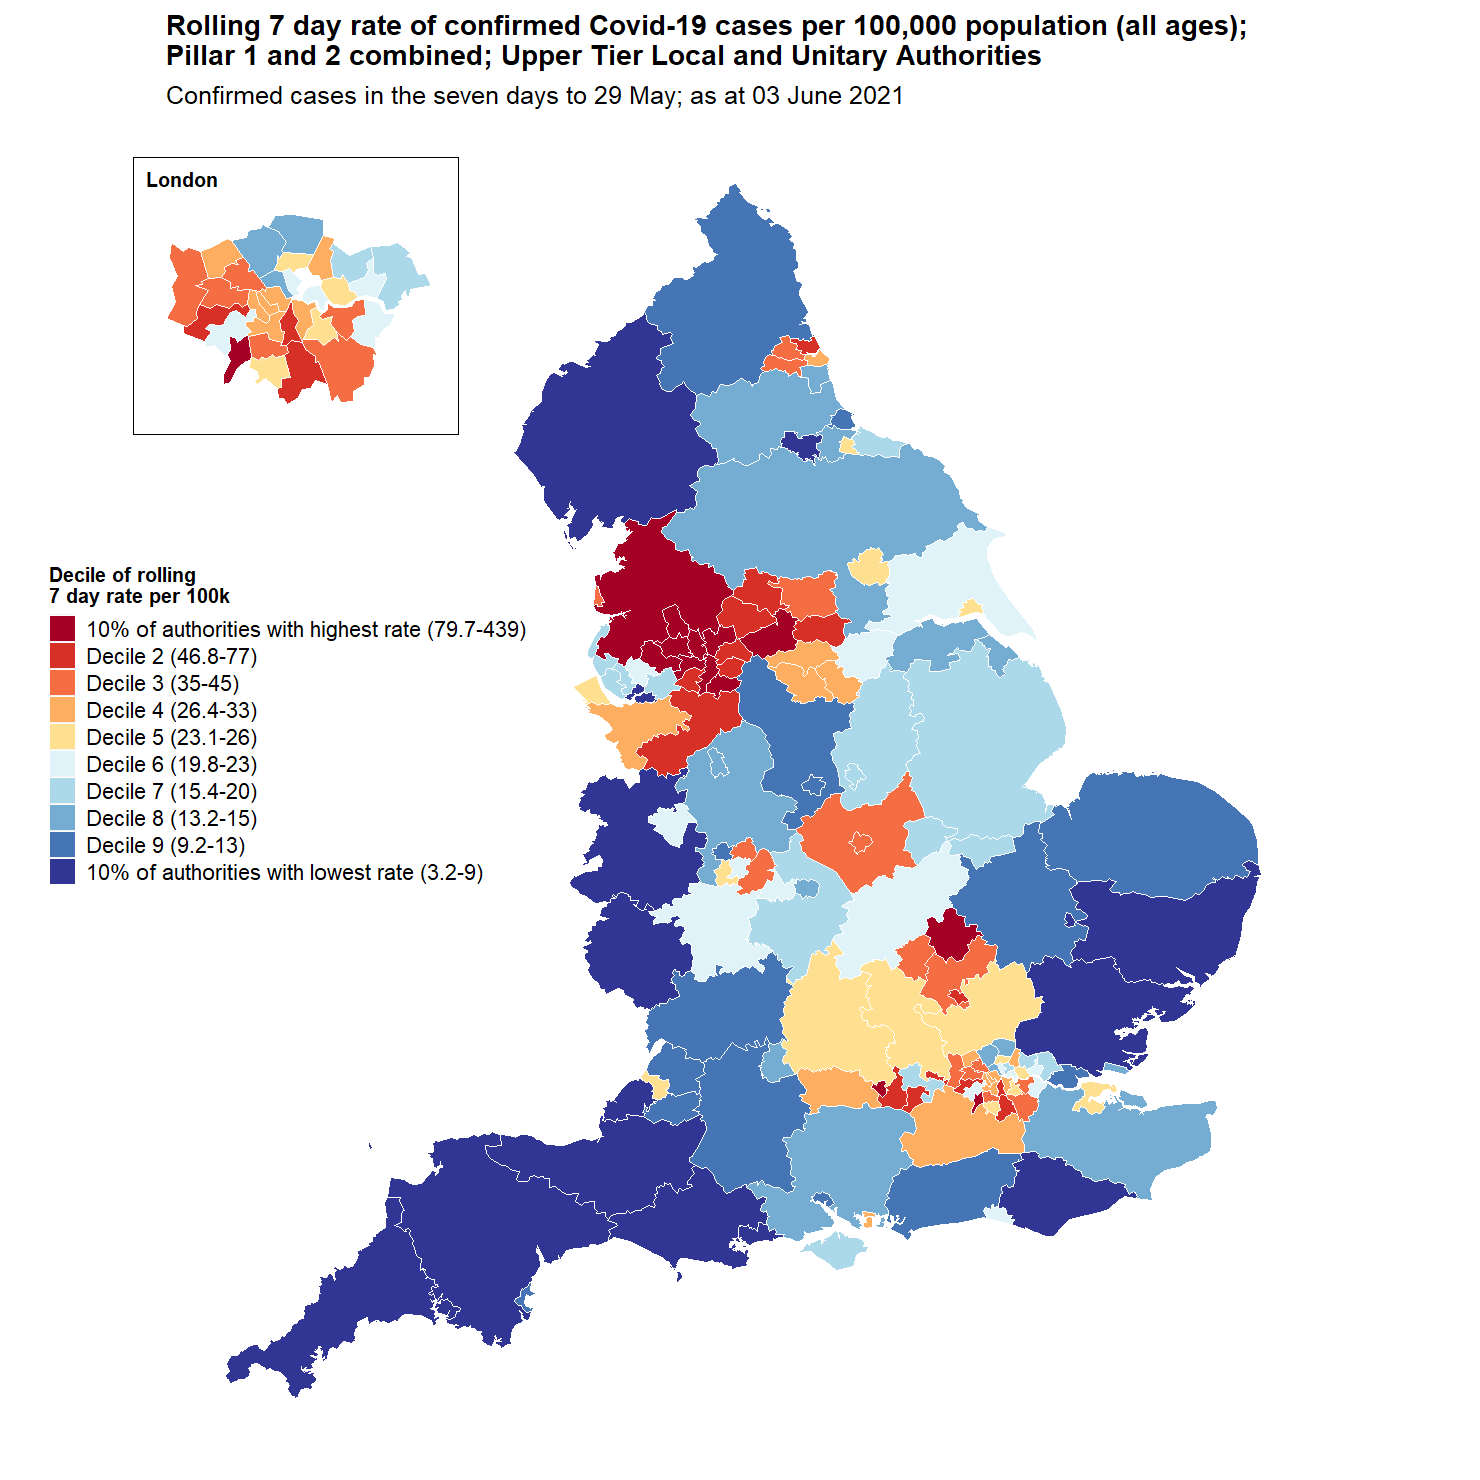 Rolling 7 day rate of confirmed Covid-19 cases per 100,000 population (all ages);
Pillar 1 and 2 combined; Upper Tier Local and Unitary Authorities
Confirmed cases in the seven days to 29 May; as at 03 June 2021
London
Decile of rolling
7 day rate per 100k
10% of authorities with highest rate (79.7-439)
Decile 2 (46.8-77)
Decile 3 (35-45)
Decile 4 (26.4-33)
Decile 5 (23.1-26)
Decile 6 (19.8-23)
Decile 7 (15.4-20)
Decile 8 (13.2-15)
Decile 9 (9.2-13)
10% of authorities with lowest rate (3.2-9)